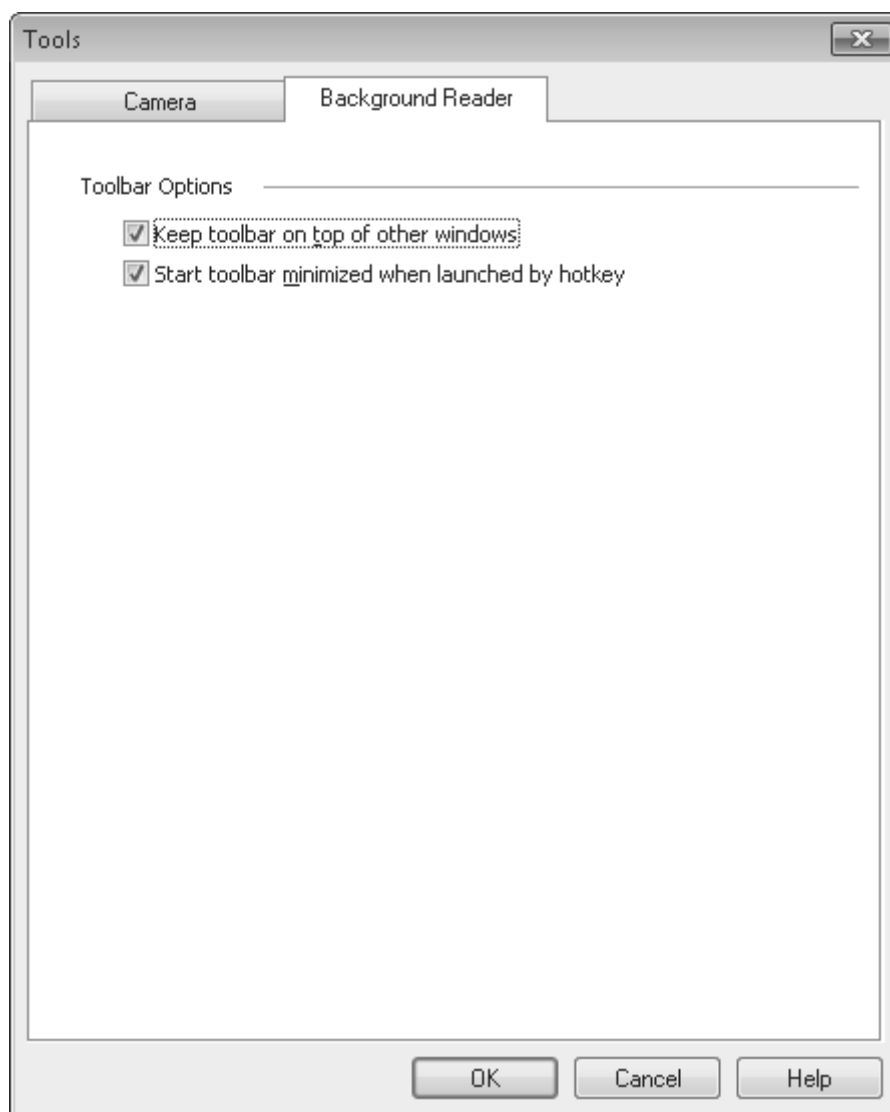 Tools
Camera
Background Reader
Toolbar Options
Keep toolbar on top of other windows
Start toolbar minimized when launched by hotkey
OK
Cancel
Help